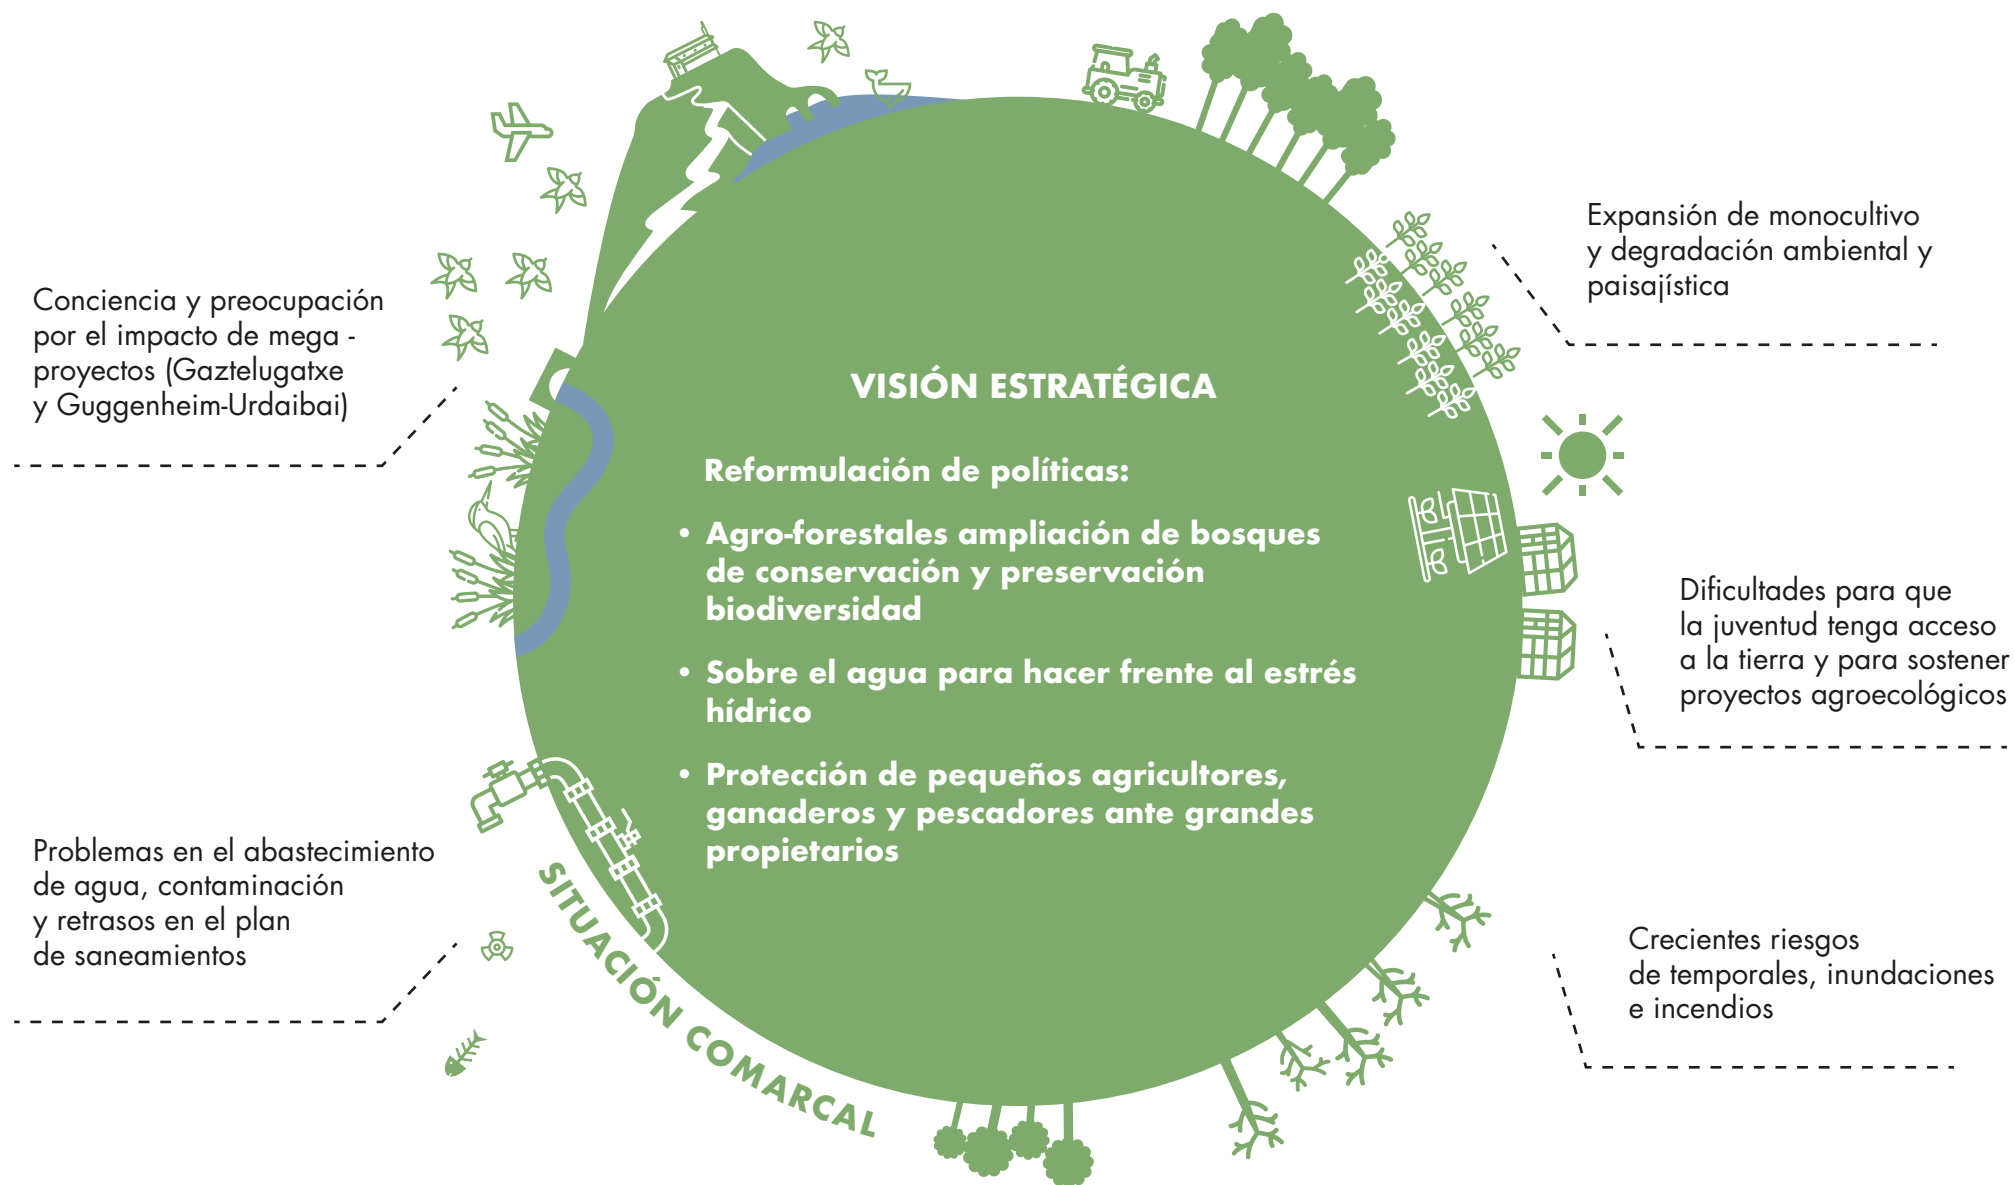 Conciencia y preocupación
por el impacto de mega -
proyectos (Gaztelugatxe
y Guggenheim-Urdaibai)
Problemas en el abastecimiento
de agua, contaminación
y retrasos en el plan
de saneamientos
VISIÓN ESTRATÉGICA
Reformulación de políticas:
• Agro-forestales ampliación de bosques
de conservación y preservación
biodiversidad
• Sobre el agua para hacer frente al estrés
hídrico
• Protección de pequeños agricultores,
ganaderos y pescadores ante grandes
propietarios
SITUACIÓN COMARCAL
Expansión de monocultivo
y degradación ambiental y
paisajística
Dificultades para que
la juventud tenga acceso
a la tierra y para sostener
proyectos agroecológicos
Crecientes riesgos
de temporales, inundaciones
e incendios